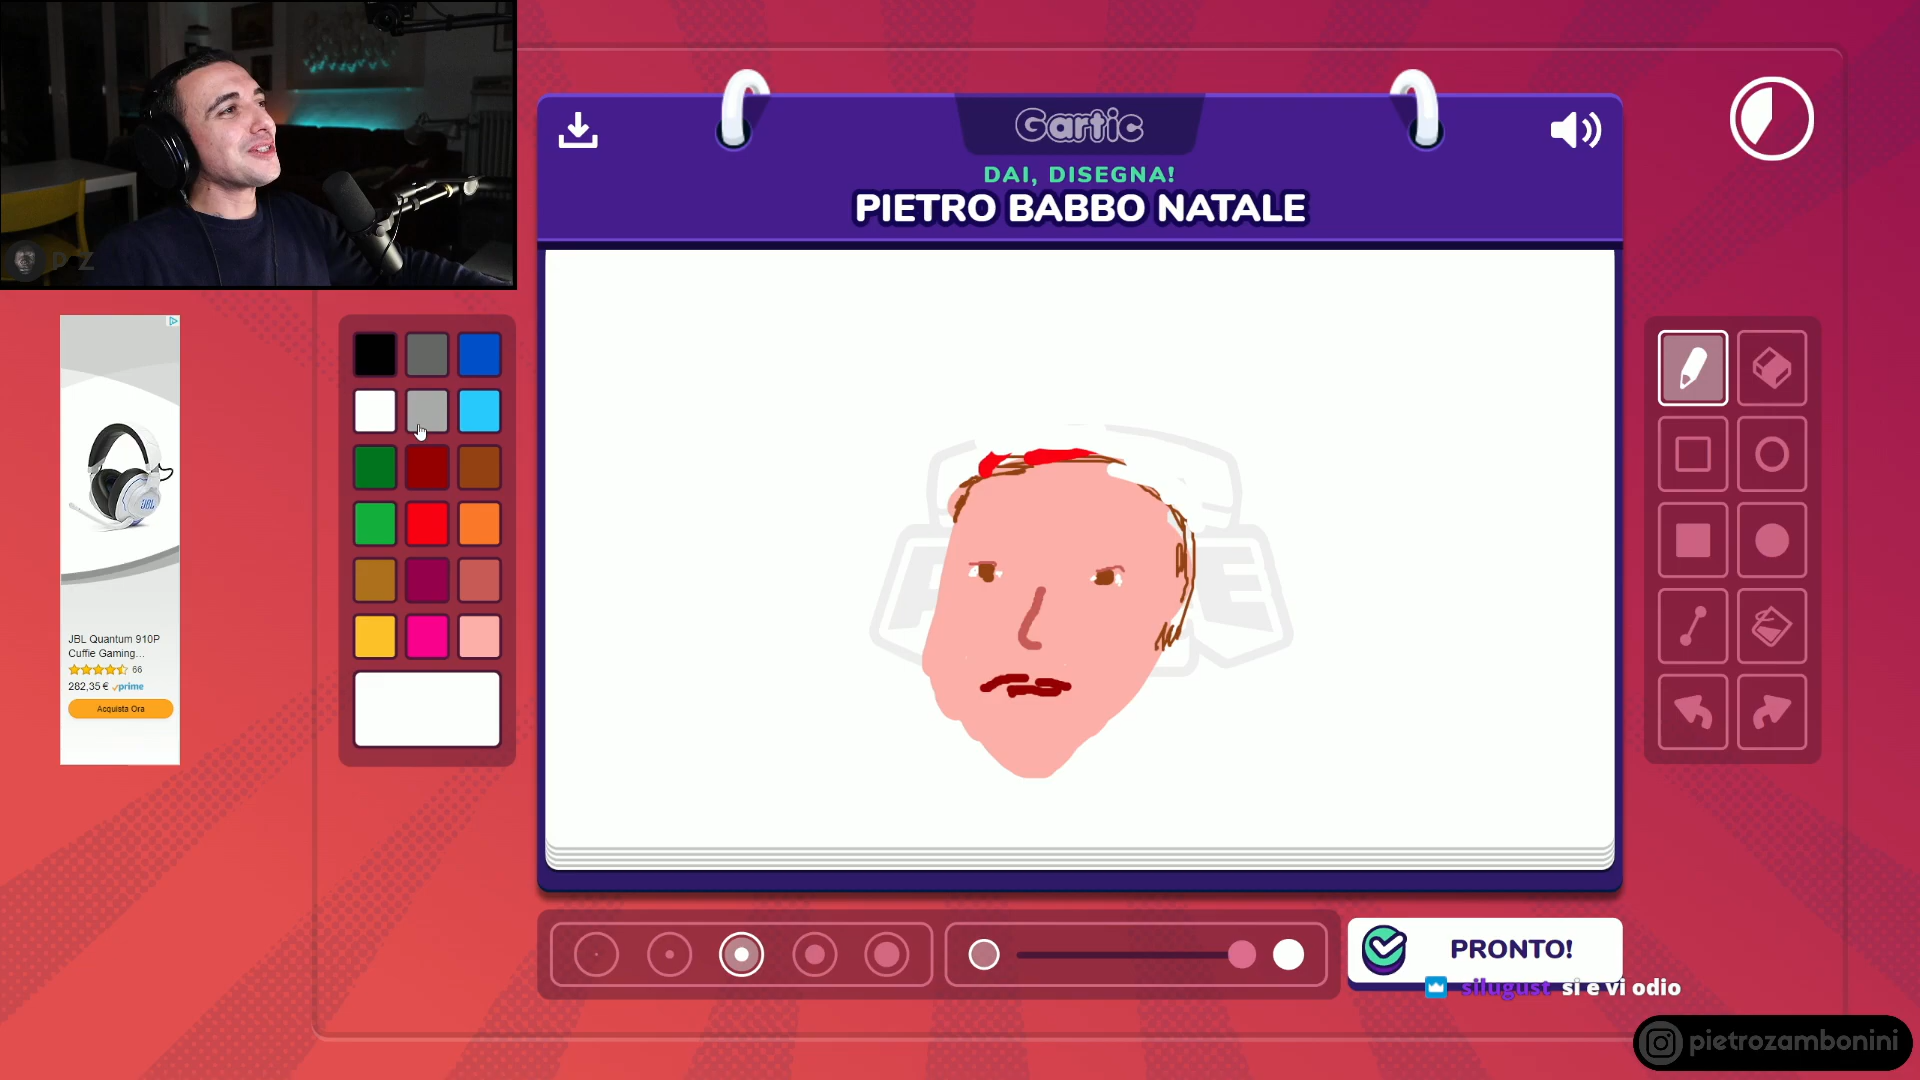 Gartic
DAI, DISEGNA!
PIETRO BABBO NATALE
P Z
JBL
JBL Quantum 910P
Cuffie Gaming...
66
282,35 € prime
Acquista Ora
PRONTO!
silugust si e vi odio
pietrozambonini